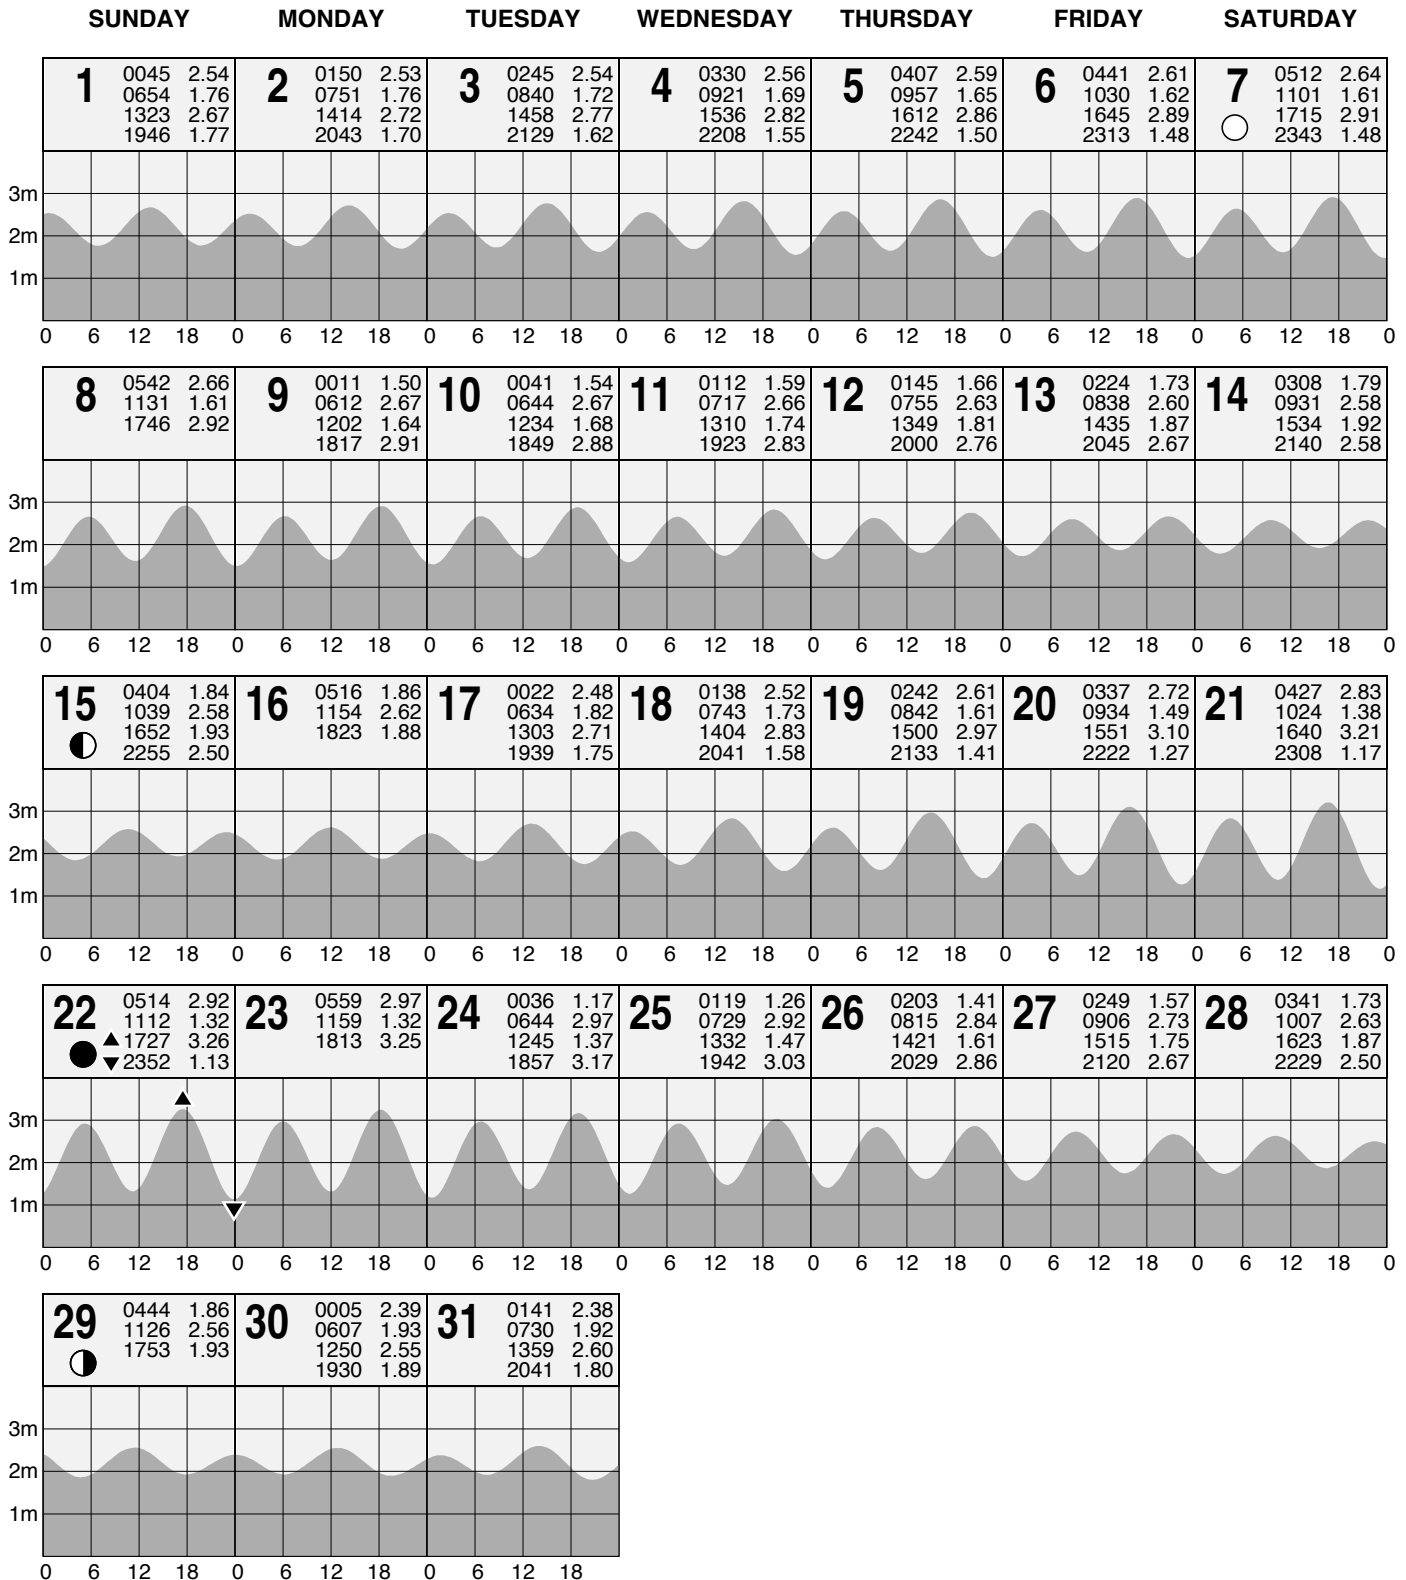 SUNDAY MONDAY TUESDAY WEDNESDAY THURSDAY FRIDAY SATURDAY
1 0045 2.54
0654 1.76
1323 2.67
1946 1.77
2 0150 2.53
0751 1.76
1414 2.72
2043 1.70
3 0245 2.54
0840 1.72
1458 2.77
2129 1.62
4 0330 2.56
0921 1.69
1536 2.82
2208 1.55
5 0407 2.59
0957 1.65
1612 2.86
2242 1.50
6 0441 2.61
1030 1.62
1645 2.89
2313 1.48
7 0512 2.64
1101 1.61
1715 2.91
2343 1.48
3m
2m
1m
0 6 12 18 0 6 12 18 0 6 12 18 0 6 12 18 0 6 12 18 0 6 12 18 0 6 12 18 0
8 0542 2.66
1131 1.61
1746 2.92
9 0011 1.50
0612 2.67
1202 1.64
1817 2.91
10 0041 1.54
0644 2.67
1234 1.68
1849 2.88
11 0112 1.59
0717 2.66
1310 1.74
1923 2.83
12 0145 1.66
0755 2.63
1349 1.81
2000 2.76
13 0224 1.73
0838 2.60
1435 1.87
2045 2.67
14 0308 1.79
0931 2.58
1534 1.92
2140 2.58
3m
2m
1m
0 6 12 18 0 6 12 18 0 6 12 18 0 6 12 18 0 6 12 18 0 6 12 18 0 6 12 18 0
15 0404 1.84
1039 2.58
1652 1.93
2255 2.50
16 0516 1.86
1154 2.62
1823 1.88
17 0022 2.48
0634 1.82
1303 2.71
1939 1.75
18 0138 2.52
0743 1.73
1404 2.83
2041 1.58
19 0242 2.61
0842 1.61
1500 2.97
2133 1.41
20 0337 2.72
0934 1.49
1551 3.10
2222 1.27
21 0427 2.83
1024 1.38
1640 3.21
2308 1.17
3m
2m
1m
0 6 12 18 0 6 12 18 0 6 12 18 0 6 12 18 0 6 12 18 0 6 12 18 0 6 12 18 0
22 0514 2.92
1112 1.32
1727 3.26
2352 1.13
23 0559 2.97
1159 1.32
1813 3.25
24 0036 1.17
0644 2.97
1245 1.37
1857 3.17
25 0119 1.26
0729 2.92
1332 1.47
1942 3.03
26 0203 1.41
0815 2.84
1421 1.61
2029 2.86
27 0249 1.57
0906 2.73
1515 1.75
2120 2.67
28 0341 1.73
1007 2.63
1623 1.87
2229 2.50
3m
2m
1m
0 6 12 18 0 6 12 18 0 6 12 18 0 6 12 18 0 6 12 18 0 6 12 18 0 6 12 18 0
29 0444 1.86
1126 2.56
1753 1.93
30 0005 2.39
0607 1.93
1250 2.55
1930 1.89
31 0141 2.38
0730 1.92
1359 2.60
2041 1.80
3m
2m
1m
0 6 12 18 0 6 12 18 0 6 12 18